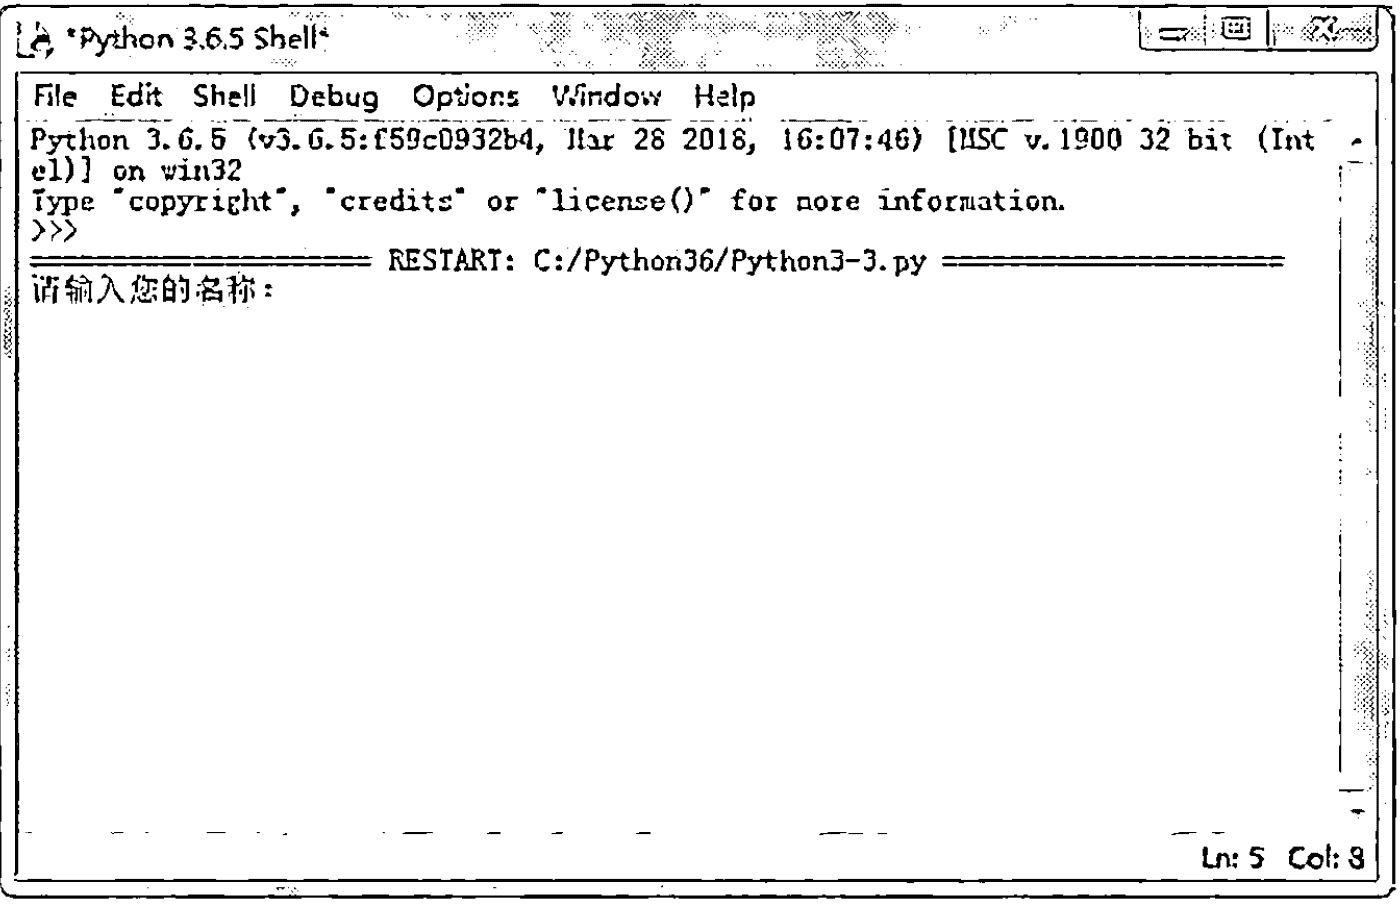 *Python 3.6.5 Shell*
File Edit Shell Debug Options Window Help
Python 3.6.5 (v3.6.5:f59c0932b4, Mar 28 2018, 16:07:46) [MSC v.1900 32 bit (Int
el)] on win32
Type "copyright", "credits" or "license()" for more information.
>>>
====================== RESTART: C:/Python36/Python3-3.py ======================
请输入您的名称:
Ln: 5 Col: 8